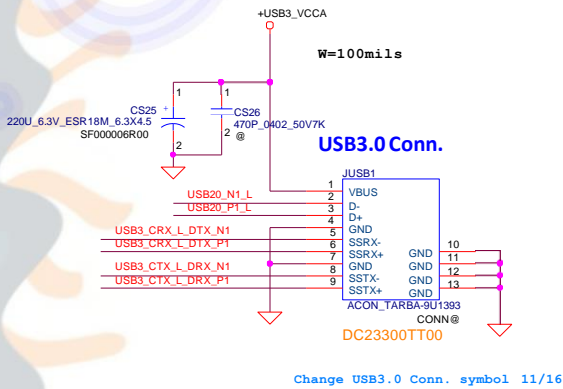 +USB3_VCCA
W=100mils
1
1
CS25
+
220U_6.3V_ESR18M_6.3X4.5
SF000006R00
2
CS26
470P_0402_50V7K
2
@
USB3.0 Conn.
JUSB1
1
VBUS
USB20_N1_L
2
D-
USB20_P1_L
3
D+
4
GND
USB3_CRX_L_DTX_N1
5
SSRX-
USB3_CRX_L_DTX_P1
6
SSRX+
GND
10
7
GND
GND
11
USB3_CTX_L_DRX_N1
8
SSTX-
GND
12
USB3_CTX_L_DRX_P1
9
SSTX+
GND
13
ACON_TARBA-9U1393
CONN@
DC23300TT00
Change USB3.0 Conn. symbol 11/16